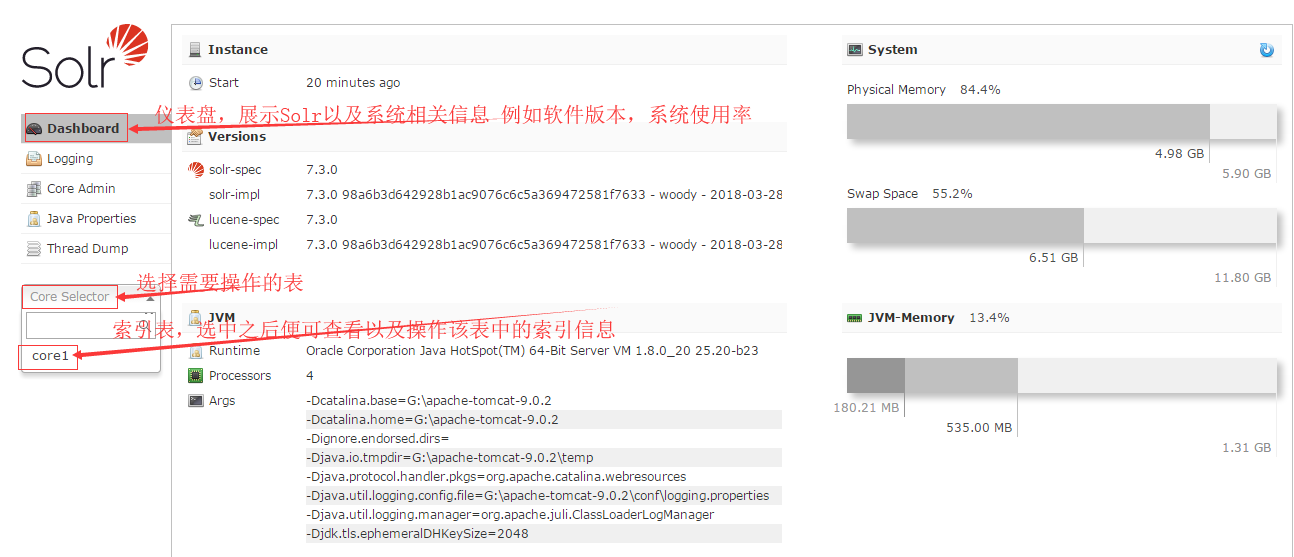 Solr
Dashboard
Logging
Core Admin
Java Properties
Thread Dump
Core Selector
core1
仪表盘，展示Solr以及系统相关信息 例如软件版本，系统使用率
选择需要操作的表
索引表，选中之后便可查看以及操作该表中的索引信息
Instance
Start 20 minutes ago
Versions
solr-spec 7.3.0
solr-impl 7.3.0 98a6b3d642928b1ac9076c6c5a369472581f7633 - woody - 2018-03-28
lucene-spec 7.3.0
lucene-impl 7.3.0 98a6b3d642928b1ac9076c6c5a369472581f7633 - woody - 2018-03-28
JVM
Runtime Oracle Corporation Java HotSpot(TM) 64-Bit Server VM 1.8.0_20 25.20-b23
Processors 4
Args
-Dcatalina.base=G:\apache-tomcat-9.0.2
-Dcatalina.home=G:\apache-tomcat-9.0.2
-Dignore.endorsed.dirs=
-Djava.io.tmpdir=G:\apache-tomcat-9.0.2\temp
-Djava.protocol.handler.pkgs=org.apache.catalina.webresources
-Djava.util.logging.config.file=G:\apache-tomcat-9.0.2\conf\logging.properties
-Djava.util.logging.manager=org.apache.juli.ClassLoaderLogManager
-Djdk.tls.ephemeralDHKeySize=2048
System
Physical Memory 84.4%
4.98 GB
5.90 GB
Swap Space 55.2%
6.51 GB
11.80 GB
JVM-Memory 13.4%
180.21 MB
535.00 MB
1.31 GB